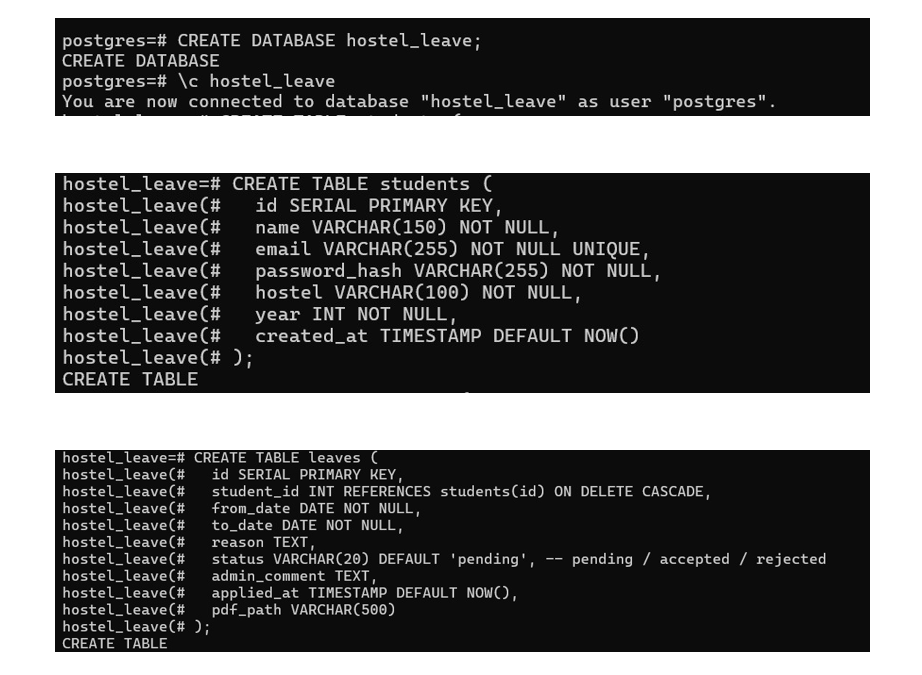 postgres=# CREATE DATABASE hostel_leave;
CREATE DATABASE
postgres=# \c hostel_leave
You are now connected to database "hostel_leave" as user "postgres".
hostel_leave=# CREATE TABLE students (
hostel_leave(#   id SERIAL PRIMARY KEY,
hostel_leave(#   name VARCHAR(150) NOT NULL,
hostel_leave(#   email VARCHAR(255) NOT NULL UNIQUE,
hostel_leave(#   password_hash VARCHAR(255) NOT NULL,
hostel_leave(#   hostel VARCHAR(100) NOT NULL,
hostel_leave(#   year INT NOT NULL,
hostel_leave(#   created_at TIMESTAMP DEFAULT NOW()
hostel_leave(# );
CREATE TABLE
hostel_leave=# CREATE TABLE leaves (
hostel_leave(#   id SERIAL PRIMARY KEY,
hostel_leave(#   student_id INT REFERENCES students(id) ON DELETE CASCADE,
hostel_leave(#   from_date DATE NOT NULL,
hostel_leave(#   to_date DATE NOT NULL,
hostel_leave(#   reason TEXT,
hostel_leave(#   status VARCHAR(20) DEFAULT 'pending', -- pending / accepted / rejected
hostel_leave(#   admin_comment TEXT,
hostel_leave(#   applied_at TIMESTAMP DEFAULT NOW(),
hostel_leave(#   pdf_path VARCHAR(500)
hostel_leave(# );
CREATE TABLE